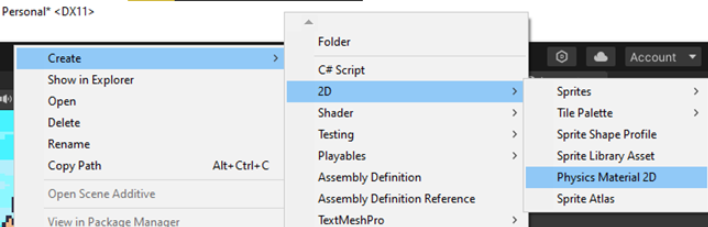 Personal* <DX11>
Create
Show in Explorer
Open
Delete
Rename
Copy Path Alt+Ctrl+C
Open Scene Additive
View in Package Manager
Folder
C# Script
2D
Shader
Testing
Playables
Assembly Definition
Assembly Definition Reference
TextMeshPro
Account
Sprites
Tile Palette
Sprite Shape Profile
Sprite Library Asset
Physics Material 2D
Sprite Atlas